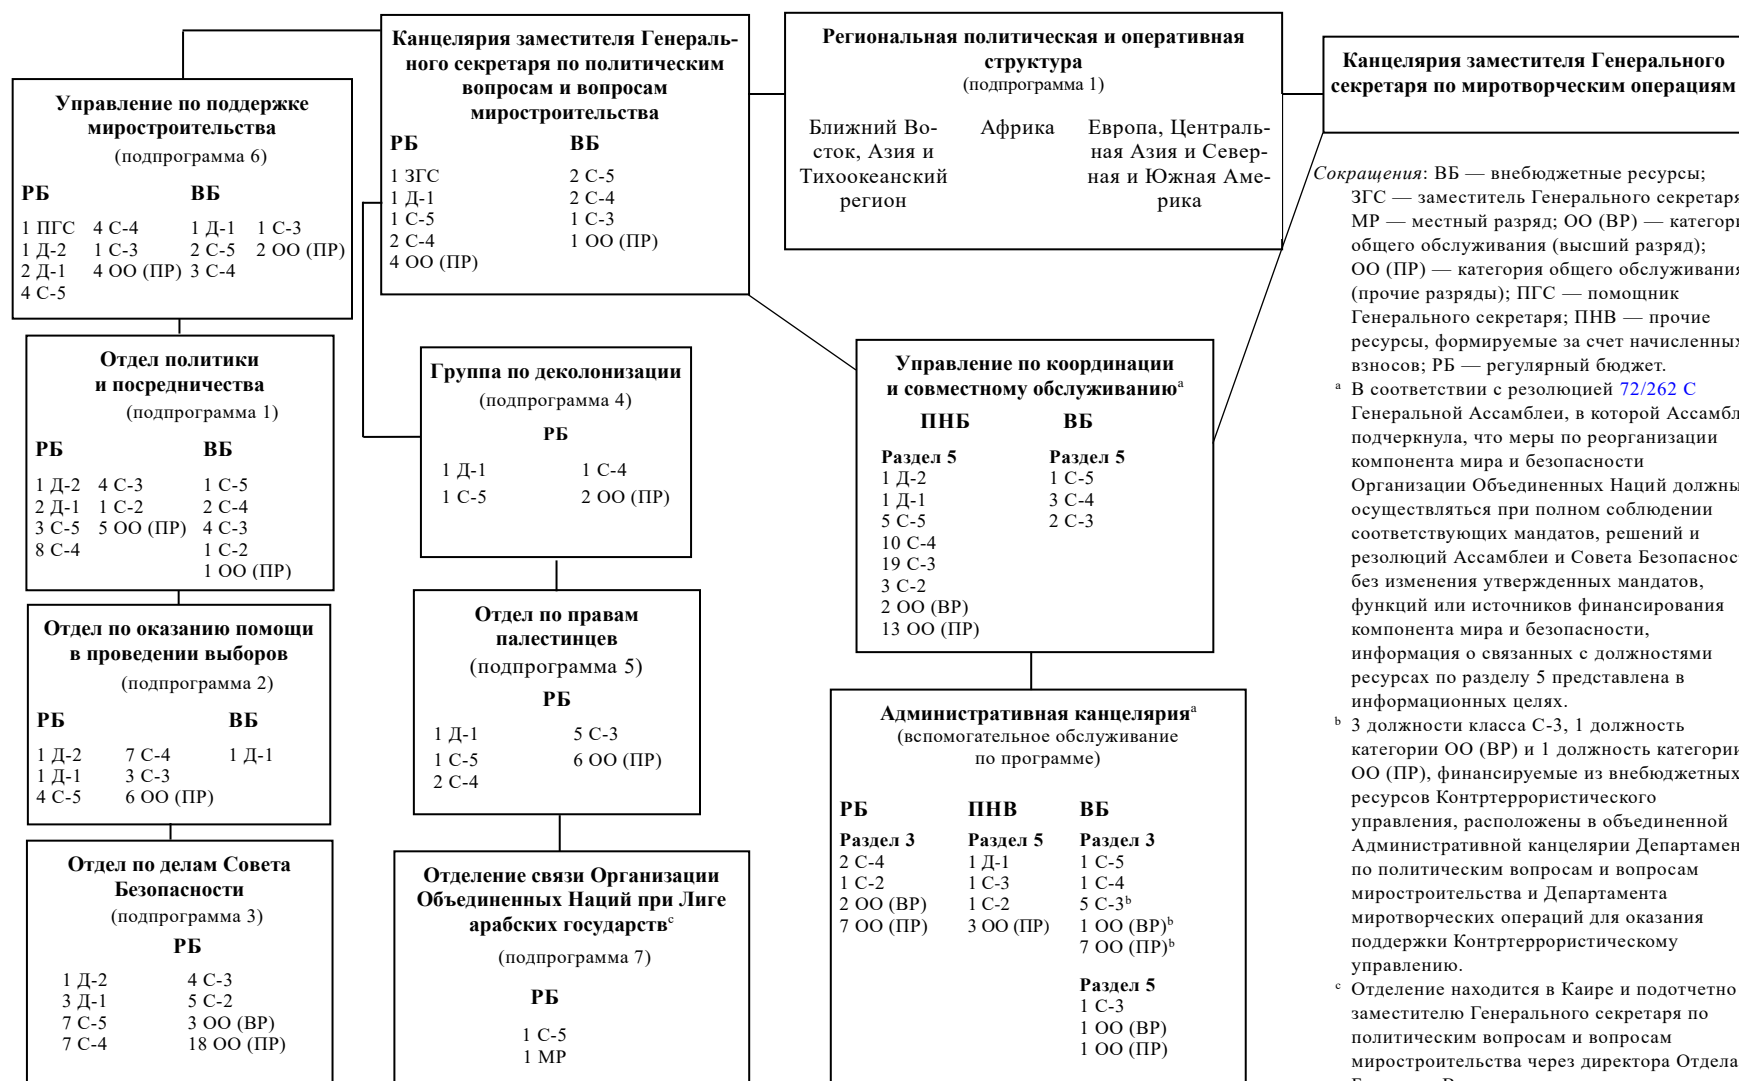 Канцелярия заместителя Генераль-
ного секретаря по политическим
вопросам и вопросам
миростроительства
РБ ВБ
1 ЗГС 2 С-5
1 Д-1 2 С-4
1 С-5 1 С-3
2 С-4 1 ОО (ПР)
4 ОО (ПР)
Региональная политическая и оперативная
структура
(подпрограмма 1)
Ближний Во-
сток, Азия и
Тихоокеанский
регион
Африка
Европа, Централь-
ная Азия и Север-
ная и Южная Аме-
рика
Канцелярия заместителя Генерального
секретаря по миротворческим операциям
Управление по поддержке
миростроительства
(подпрограмма 6)
РБ ВБ
1 ПГС 4 С-4 1 Д-1 1 С-3
1 Д-2 1 С-3 2 С-5 2 ОО (ПР)
2 Д-1 4 ОО (ПР) 3 С-4
4 С-5
Отдел политики
и посредничества
(подпрограмма 1)
РБ ВБ
1 Д-2 4 С-3 1 С-5
2 Д-1 1 С-2 2 С-4
3 С-5 5 ОО (ПР) 4 С-3
8 С-4 1 С-2
1 ОО (ПР)
Отдел по оказанию помощи
в проведении выборов
(подпрограмма 2)
РБ ВБ
1 Д-2 7 С-4 1 Д-1
1 Д-1 3 С-3
4 С-5 6 ОО (ПР)
Отдел по делам Совета
Безопасности
(подпрограмма 3)
РБ
1 Д-2 4 С-3
3 Д-1 5 С-2
7 С-5 3 ОО (ВР)
7 С-4 18 ОО (ПР)
Группа по деколонизации
(подпрограмма 4)
РБ
1 Д-1 1 С-4
1 С-5 2 ОО (ПР)
Отдел по правам
палестинцев
(подпрограмма 5)
РБ
1 Д-1 5 С-3
1 С-5 6 ОО (ПР)
2 С-4
Отделение связи Организации
Объединенных Наций при Лиге
арабских государств^c
(подпрограмма 7)
РБ
1 С-5
1 МР
Управление по координации
и совместному обслуживанию^a
ПНБ ВБ
Раздел 5 Раздел 5
1 Д-2 1 С-5
1 Д-1 3 С-4
5 С-5 2 С-3
10 С-4
19 С-3
3 С-2
2 ОО (ВР)
13 ОО (ПР)
Административная канцелярия^a
(вспомогательное обслуживание
по программе)
РБ ПНВ ВБ
Раздел 3 Раздел 5 Раздел 3
2 С-4 1 Д-1 1 С-5
1 С-2 1 С-3 1 С-4
2 ОО (ВР) 1 С-2 5 С-3^b
7 ОО (ПР) 3 ОО (ПР) 1 ОО (ВР)^b
7 ОО (ПР)^b
Раздел 5
1 С-3
1 ОО (ВР)
1 ОО (ПР)
Сокращения: ВБ — внебюджетные ресурсы;
ЗГС — заместитель Генерального секретаря
МР — местный разряд; ОО (ВР) —
общего обслуживания (высший разряд);
ОО (ПР) — категория общего обслуживания
(прочие разряды); ПГС — помощник
Генерального секретаря; ПНВ — прочие
ресурсы, формируемые за счет начисленных
взносов; РБ — регулярный бюджет.
a В соответствии с резолюцией 72/262 C
Генеральной Ассамблеи, в которой
подчеркнула, что меры по реорганизации
компонента мира и безопасности
Организации Объединенных Наций
осуществляться при полном соблюдении
соответствующих мандатов, решений и
резолюций Ассамблеи и Совета
без изменения утвержденных мандатов,
функций или источников финансирования
компонента мира и безопасности,
информация о связанных с должностями
ресурсах по разделу 5 представлена в
информационных целях.
b 3 должности класса С-3, 1 должность
категории ОО (ВР) и 1 должность категории
ОО (ПР), финансируемые из внебюджетных
ресурсов Контртеррористического
управления, расположены в объединенной
Административной канцелярии
по политическим вопросам и вопросам
миростроительства и Департамента
миротворческих операций для оказания
поддержки Контртеррористическому
управлению.
c Отделение находится в Каире и подотчетно
заместителю Генерального секретаря по
политическим вопросам и вопросам
миростроительства через директора Отдела